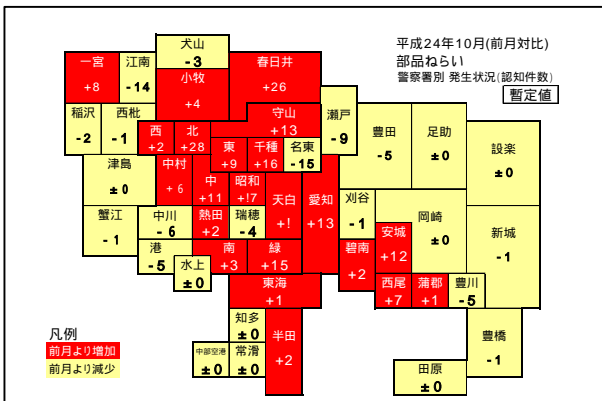 平成24年10月(前月対比)
部品ねらい
警察署別 発生状況(認知件数)
暫定値
犬山
-3
一宮
+8
江南
-14
小牧
+4
春日井
+26
稲沢
-2
西枇
-1
西
+2
北
+28
守山
+13
瀬戸
-9
東
+9
千種
+16
名東
-15
豊田
-5
足助
±0
設楽
±0
津島
±0
中村
+6
中
+11
昭和
+!7
天白
+!
愛知
+13
刈谷
-1
岡崎
±0
新城
-1
蟹江
-1
中川
-6
熱田
+2
瑞穂
-4
港
-5
水上
±0
南
+3
緑
+15
碧南
+2
安城
+12
西尾
+7
蒲郡
+1
豊川
-5
東海
+1
知多
±0
半田
+2
中部空港
±0
常滑
±0
豊橋
-1
田原
±0
凡例
前月より増加
前月より減少